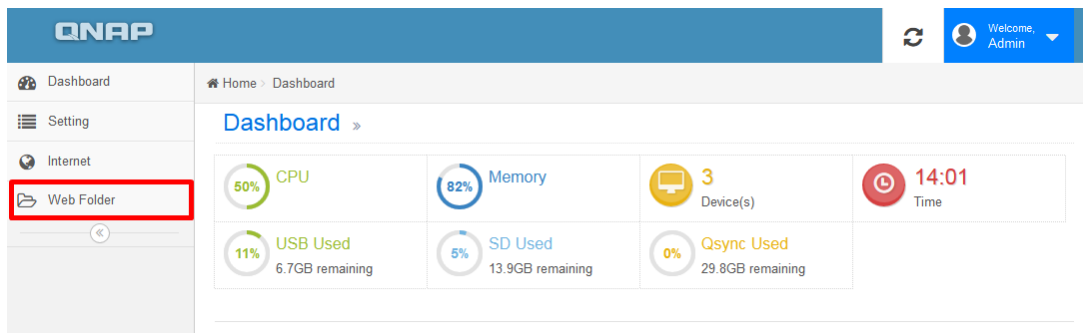 QNAP
Welcome,
Admin
Dashboard
Home > Dashboard
Setting
Dashboard »
Internet
Web Folder
50%
CPU
82%
Memory
3
Device(s)
14:01
Time
11%
USB Used
6.7GB remaining
5%
SD Used
13.9GB remaining
0%
Qsync Used
29.8GB remaining